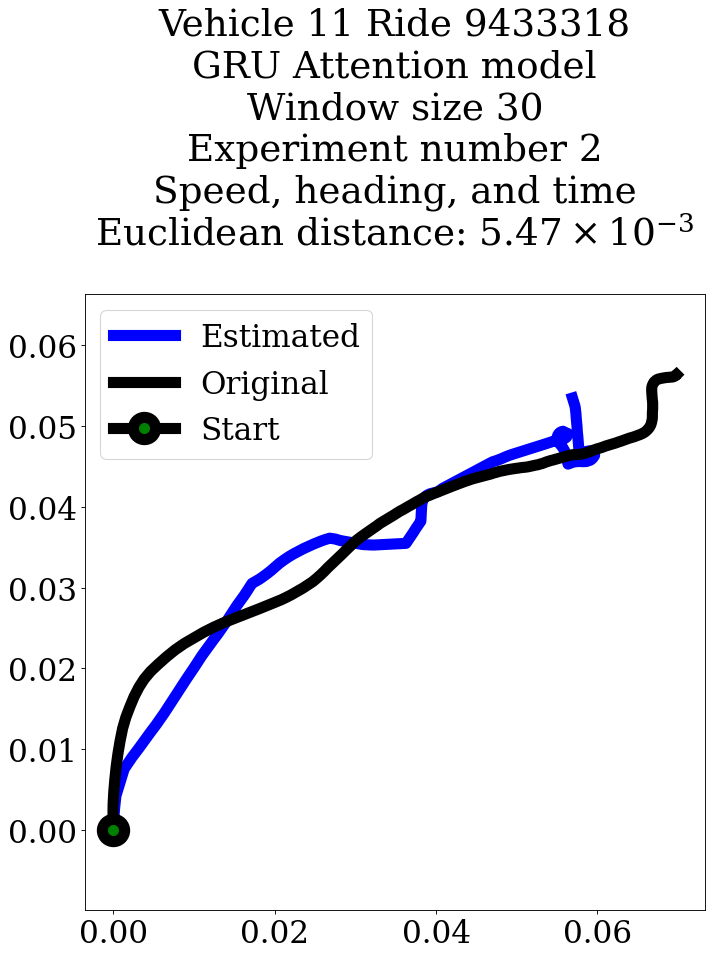 Vehicle 11 Ride 9433318
GRU Attention model
Window size 30
Experiment number 2
Speed, heading, and time
Euclidean distance: 5.47 × 10⁻³
Estimated
Original
Start
0.06
0.05
0.04
0.03
0.02
0.01
0.00
0.00 0.02 0.04 0.06